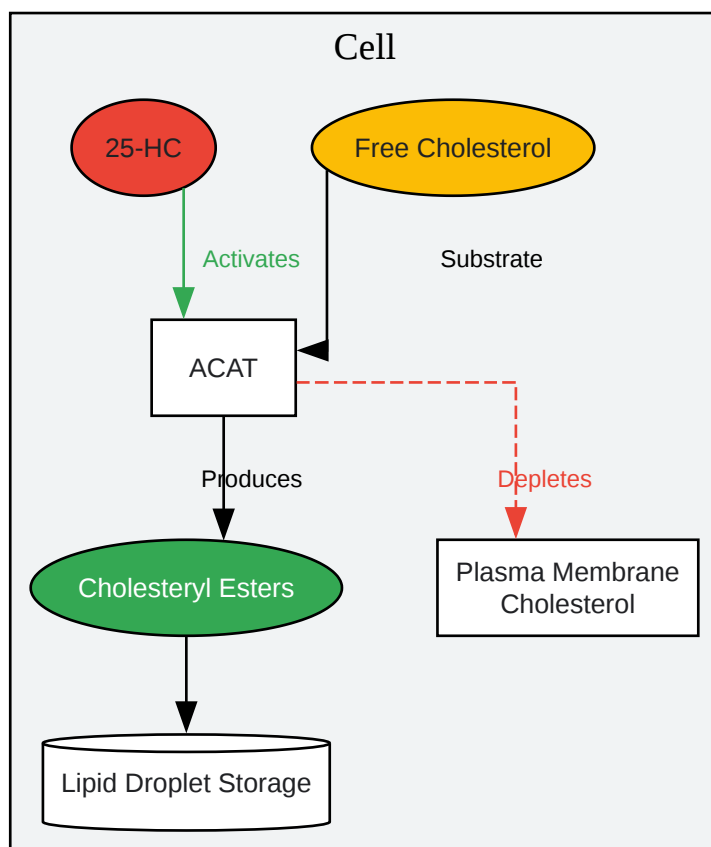 Cell
25-HC
Free Cholesterol
Activates
Substrate
ACAT
Produces
Depletes
Cholesteryl Esters
Plasma Membrane
Cholesterol
Lipid Droplet Storage